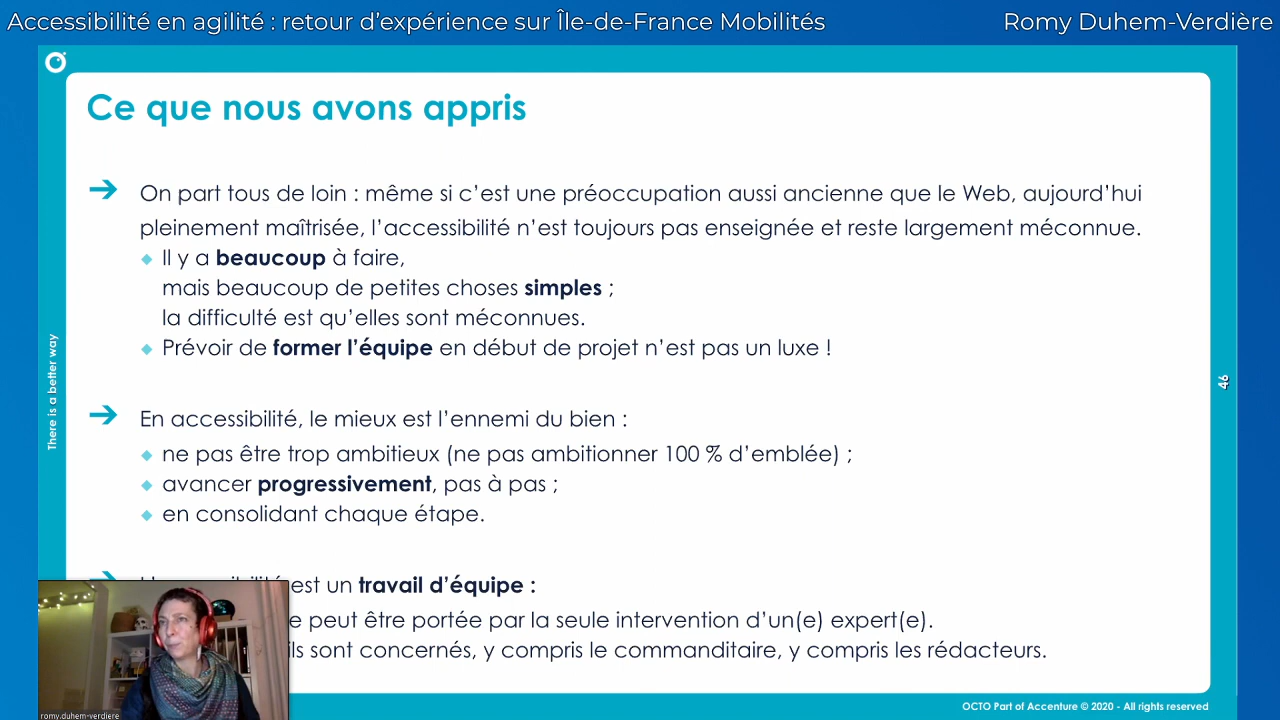 Accessibilité en agilité : retour d’expérience sur Île-de-France Mobilités
Romy Duhem-Verdière
Ce que nous avons appris
On part tous de loin : même si c’est une préoccupation aussi ancienne que le Web, aujourd’hui
pleinement maîtrisée, l’accessibilité n’est toujours pas enseignée et reste largement méconnue.
Il y a beaucoup à faire,
mais beaucoup de petites choses simples ;
la difficulté est qu’elles sont méconnues.
Prévoir de former l’équipe en début de projet n’est pas un luxe !
En accessibilité, le mieux est l’ennemi du bien :
ne pas être trop ambitieux (ne pas ambitionner 100 % d’emblée) ;
avancer progressivement, pas à pas ;
en consolidant chaque étape.
est un travail d’équipe :
peut être portée par la seule intervention d’un(e) expert(e).
sont concernés, y compris le commanditaire, y compris les rédacteurs.
There is a better way
46
romy.duhem-verdiere
OCTO Part of Accenture © 2020 - All rights reserved